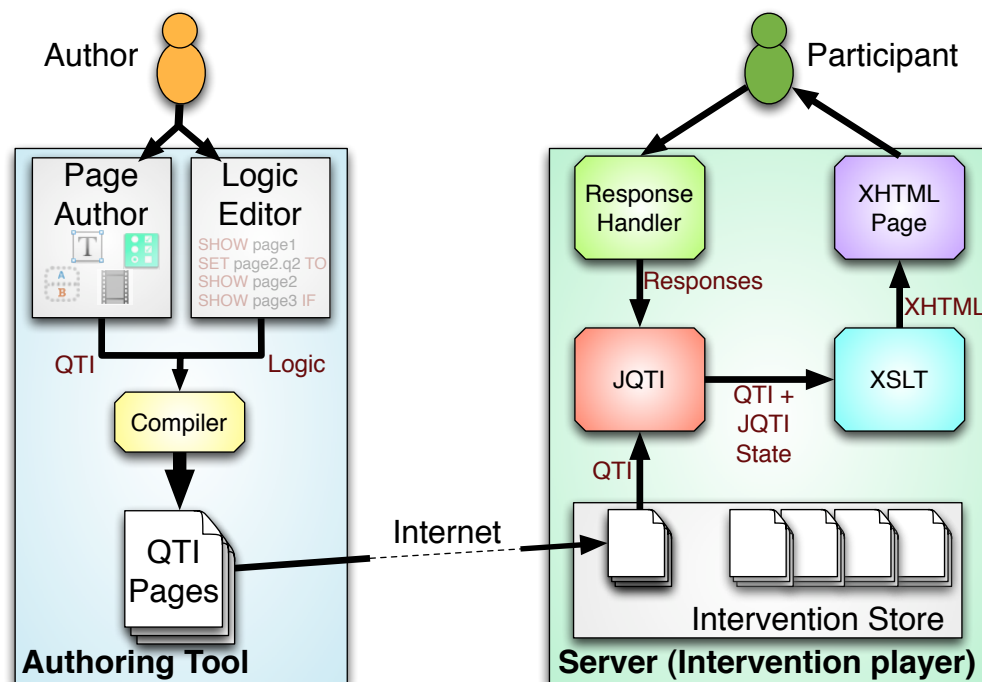 Author
Page
Author
T
A
B
Logic
Editor
SHOW page1
SET page2.q2 TO
SHOW page2
SHOW page3 IF
QTI
Logic
Compiler
QTI
Pages
Authoring Tool
Internet
Participant
Response
Handler
XHTML
Page
Responses
XHTML
JQTI
XSLT
QTI +
JQTI
State
QTI
Intervention Store
Server (Intervention player)